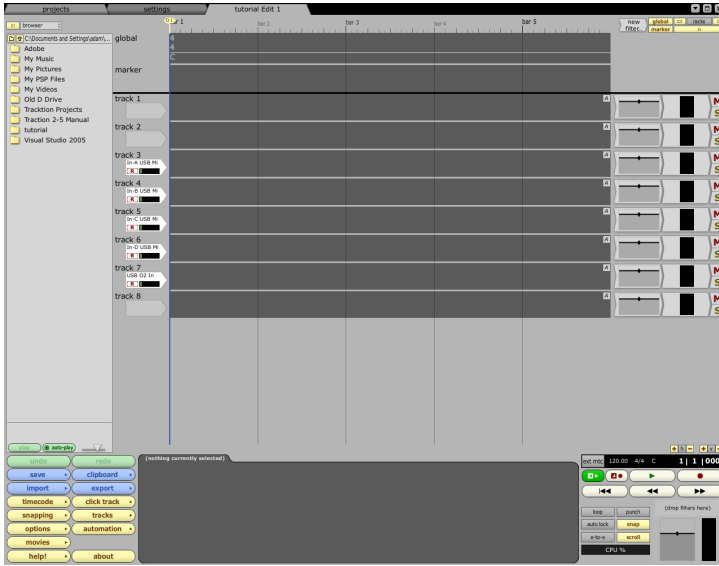 projects settings tutorial Edit 1
browser
C:\Documents and Settings\adam\...
Adobe
My Music
My Pictures
My PSP Files
My Videos
Old D Drive
Tracktion Projects
Traction 2-5 Manual
tutorial
Visual Studio 2005
play auto-play
bar 1 bar 2 bar 3 bar 4 bar 5
global
4
4
C
marker
track 1
A
track 2
A
track 3
In-A USB Mi
R
A
track 4
In-B USB Mi
R
A
track 5
In-C USB Mi
R
A
track 6
In-D USB Mi
R
A
track 7
USB O2 In
R
A
track 8
A
new filter..
global racks
marker
M
S
M
S
M
S
M
S
M
S
M
S
M
S
M
S
h v
undo redo
save clipboard
import export
timecode click track
snapping tracks
options automation
movies
help! about
(nothing currently selected)
ext mtc 120.00 4/4 C 1| 1 |000
A A
loop punch
auto lock snap
e-to-e scroll
CPU %
(drop filters here)